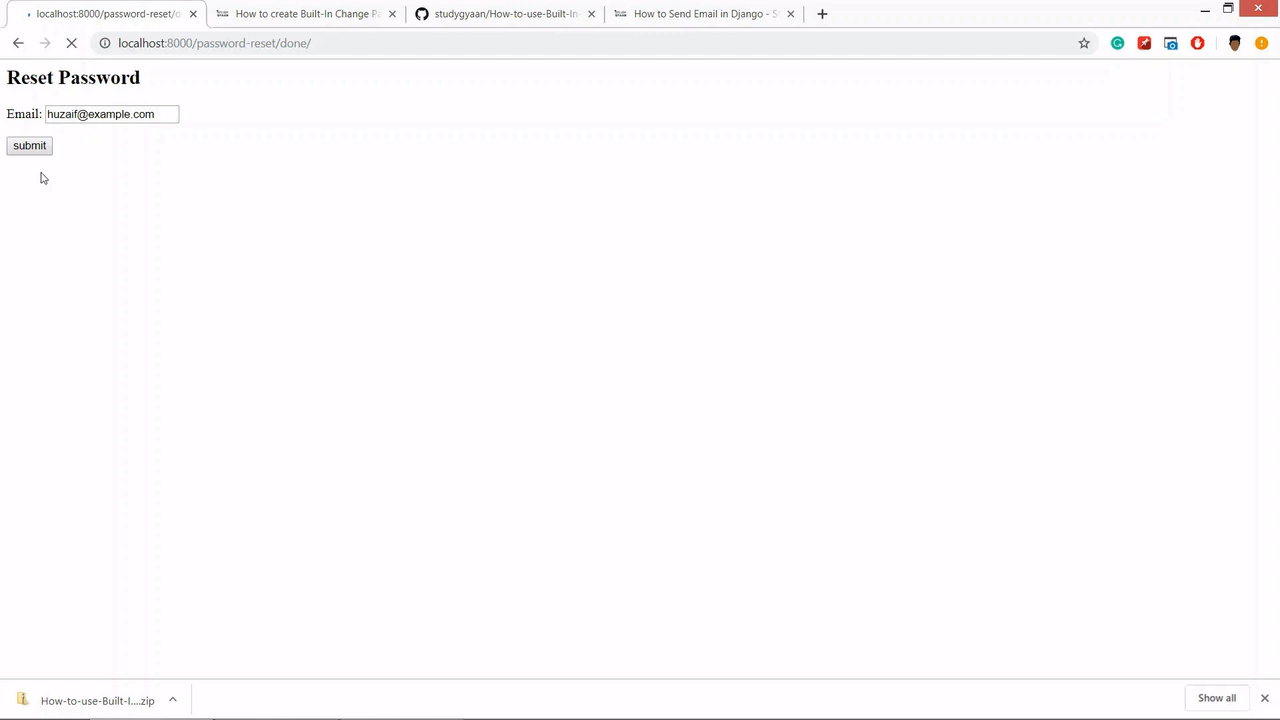 localhost:8000/password-reset/d
How to create Built-In Change Pa
studygyaan/How-to-use-Built-In
How to Send Email in Django - S
localhost:8000/password-reset/done/
Reset Password
Email: huzaif@example.com
submit
How-to-use-Built-I....zip
Show all